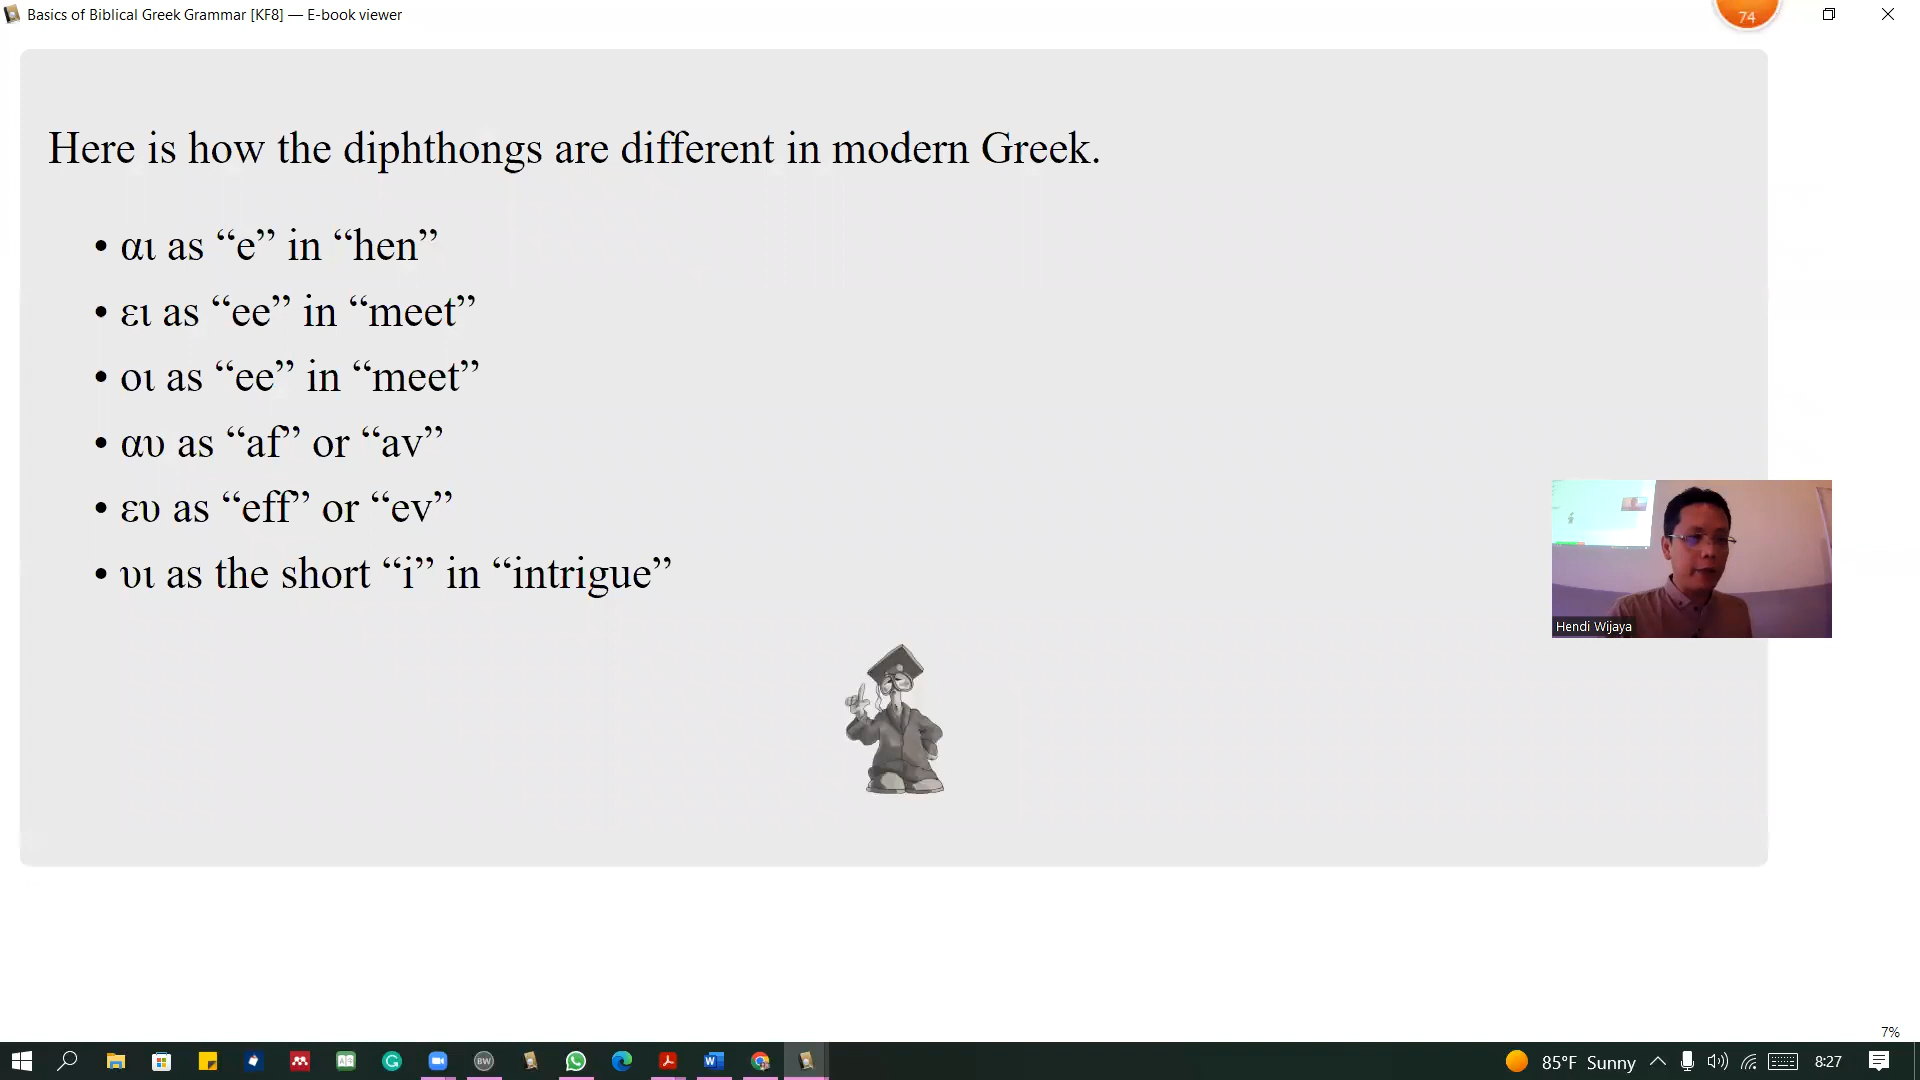 Basics of Biblical Greek Grammar [KF8] — E-book viewer
74
Here is how the diphthongs are different in modern Greek.
• αι as “e” in “hen”
• ει as “ee” in “meet”
• οι as “ee” in “meet”
• αυ as “af” or “av”
• ευ as “eff” or “ev”
• υι as the short “i” in “intrigue”
Hendi Wijaya
7%
BW
85°F Sunny
8:27